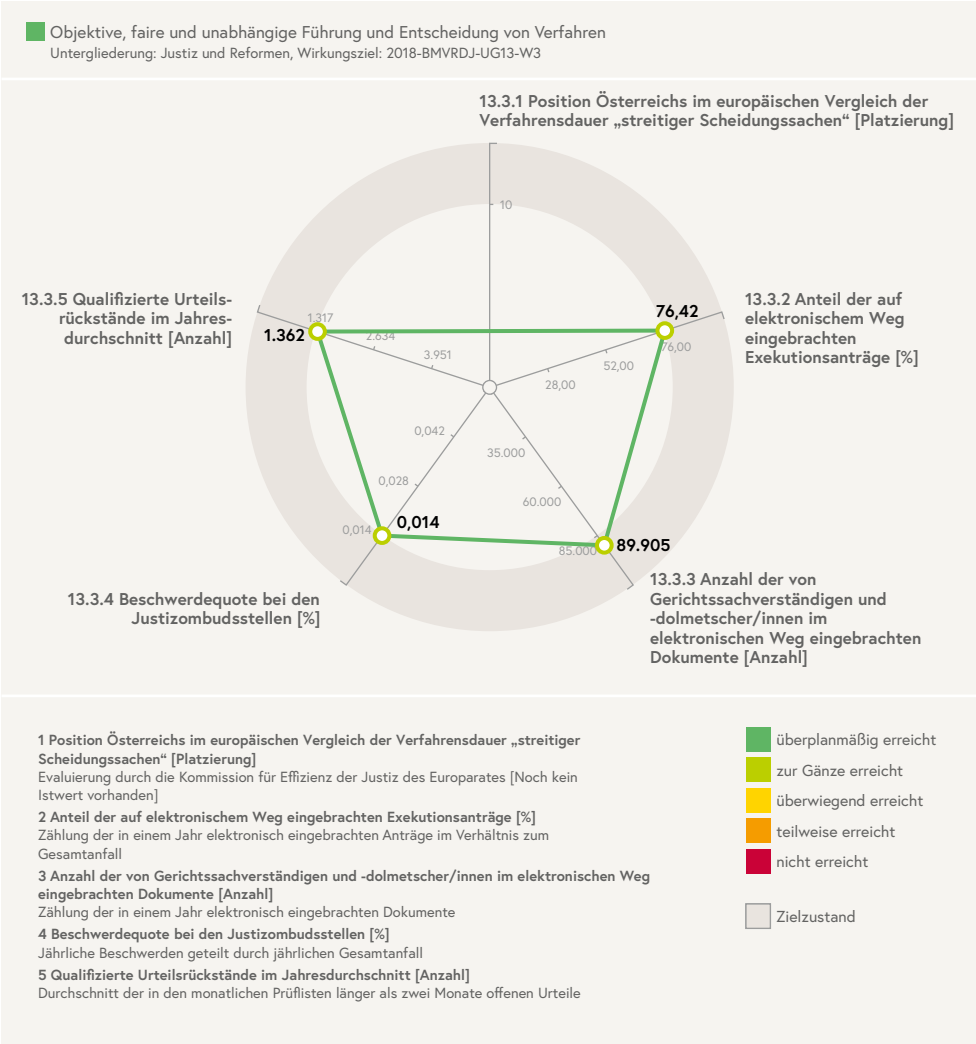 Objektive, faire und unabhängige Führung und Entscheidung von Verfahren
Untergliederung: Justiz und Reformen, Wirkungsziel: 2018-BMVRDJ-UG13-W3
13.3.1 Position Österreichs im europäischen Vergleich der
Verfahrensdauer „streitiger Scheidungssachen“ [Platzierung]
10
13.3.5 Qualifizierte Urteils-
rückstände im Jahres-
durchschnitt [Anzahl]
1.317
1.362
2.634
3.951
76,42
76,00
52,00
28,00
13.3.2 Anteil der auf
elektronischem Weg
eingebrachten
Exekutionsanträge [%]
0,042
0,028
0,014
0,014
35.000
60.000
85.000
89.905
13.3.4 Beschwerdequote bei den
Justizombudsstellen [%]
13.3.3 Anzahl der von
Gerichtssachverständigen und
-dolmetscher/innen im
elektronischen Weg eingebrachten
Dokumente [Anzahl]
1 Position Österreichs im europäischen Vergleich der Verfahrensdauer „streitiger
Scheidungssachen“ [Platzierung]
Evaluierung durch die Kommission für Effizienz der Justiz des Europarates [Noch kein
Istwert vorhanden]
2 Anteil der auf elektronischem Weg eingebrachten Exekutionsanträge [%]
Zählung der in einem Jahr elektronisch eingebrachten Anträge im Verhältnis zum
Gesamtanfall
3 Anzahl der von Gerichtssachverständigen und -dolmetscher/innen im elektronischen Weg
eingebrachten Dokumente [Anzahl]
Zählung der in einem Jahr elektronisch eingebrachten Dokumente
4 Beschwerdequote bei den Justizombudsstellen [%]
Jährliche Beschwerden geteilt durch jährlichen Gesamtanfall
5 Qualifizierte Urteilsrückstände im Jahresdurchschnitt [Anzahl]
Durchschnitt der in den monatlichen Prüflisten länger als zwei Monate offenen Urteile
überplanmäßig erreicht
zur Gänze erreicht
überwiegend erreicht
teilweise erreicht
nicht erreicht
Zielzustand